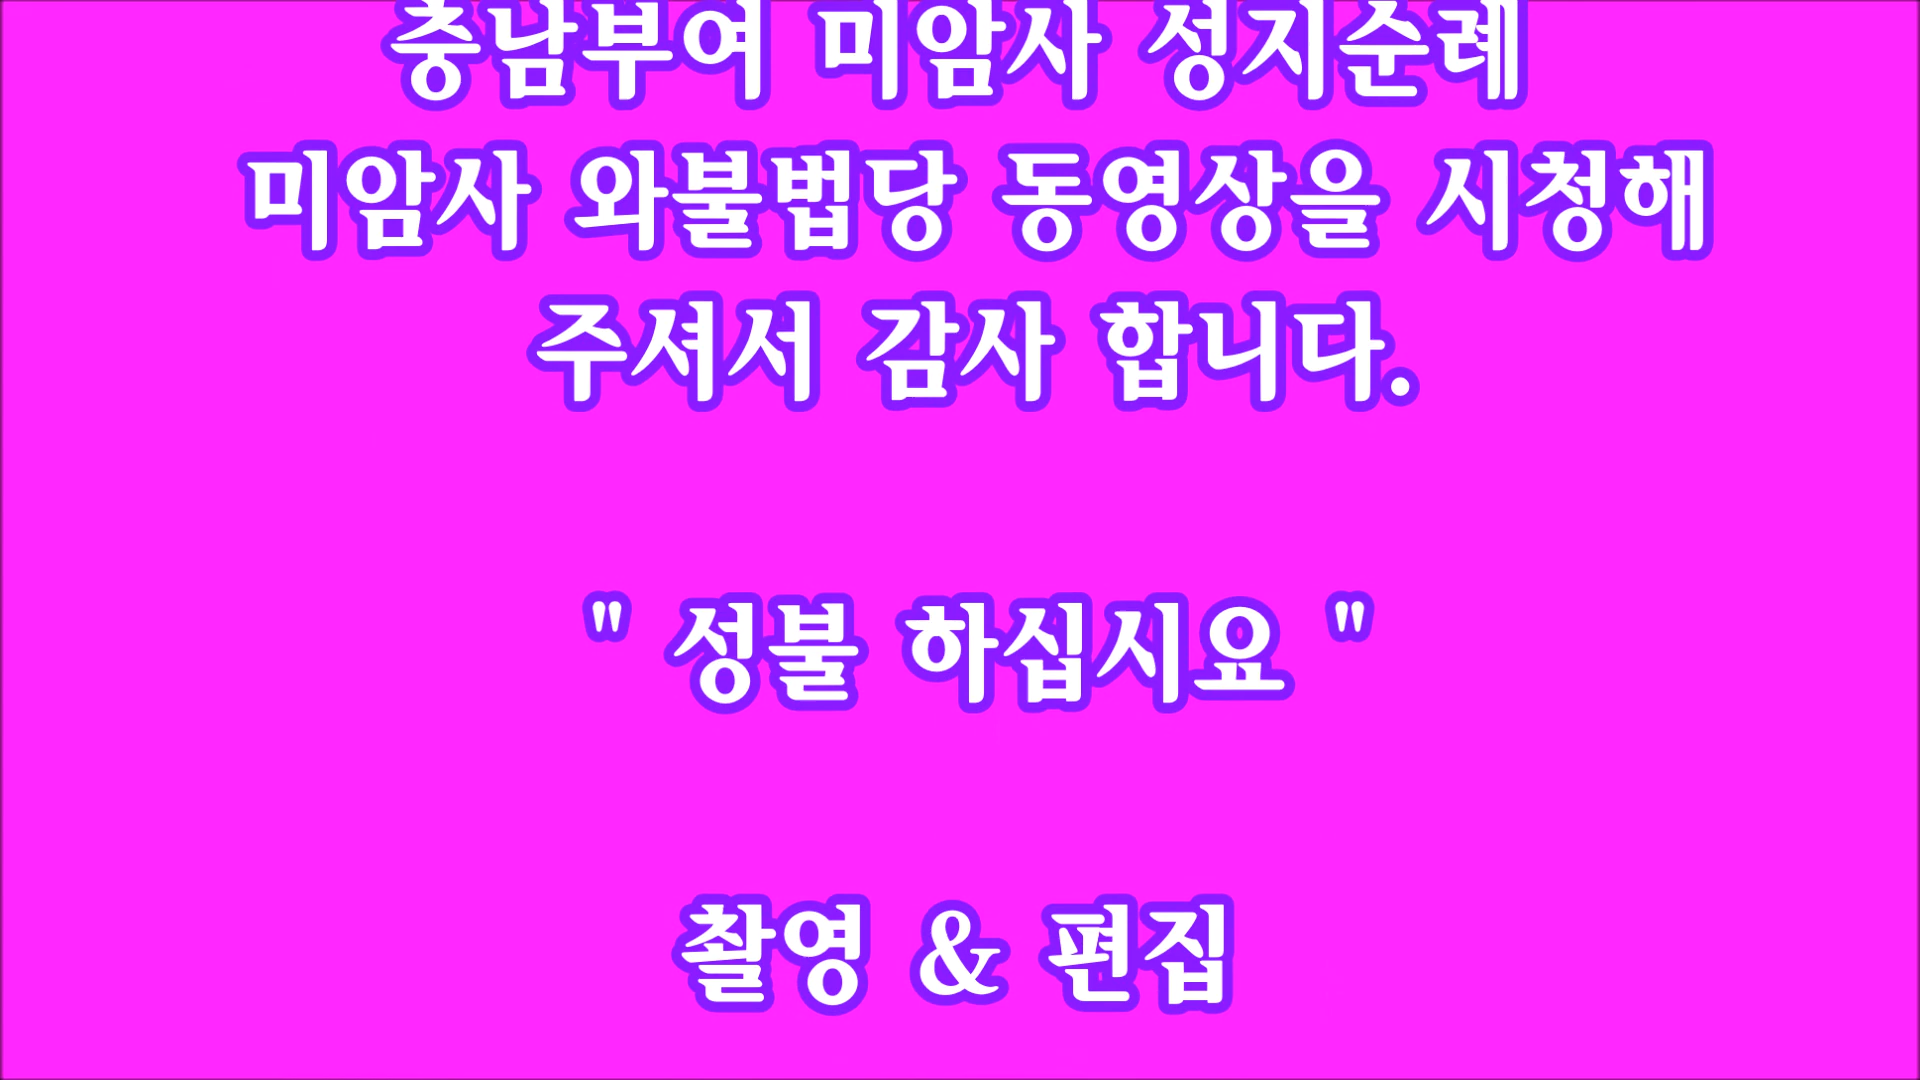 충남부여 미암사 성지순례
미암사 와불법당 동영상을 시청해
주셔서 감사 합니다.
" 성불 하십시요 "
촬영 & 편집